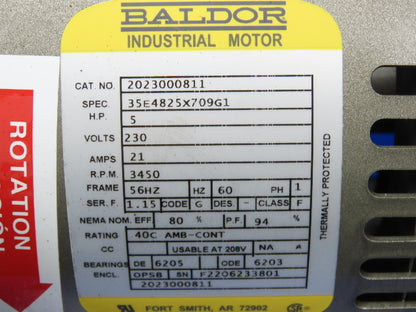 BALDOR
INDUSTRIAL MOTOR
CAT. NO. 2023000811
SPEC. 35E4825X709G1
H.P. 5
VOLTS 230
AMPS 21
R.P.M. 3450
FRAME 56HZ HZ 60 PH 1
SER. F. 1.15 CODE G DES. - CLASS F
NEMA NOM. EFF 80 % P.F. 94 %
RATING 40C AMB-CONT
CC USABLE AT 208V NA A
BEARINGS DE 6205 ODE 6203
ENCL. OPSB SN F2206233801
2023000811
FORT SMITH, AR 72902
THERMALLY PROTECTED
ROTATION